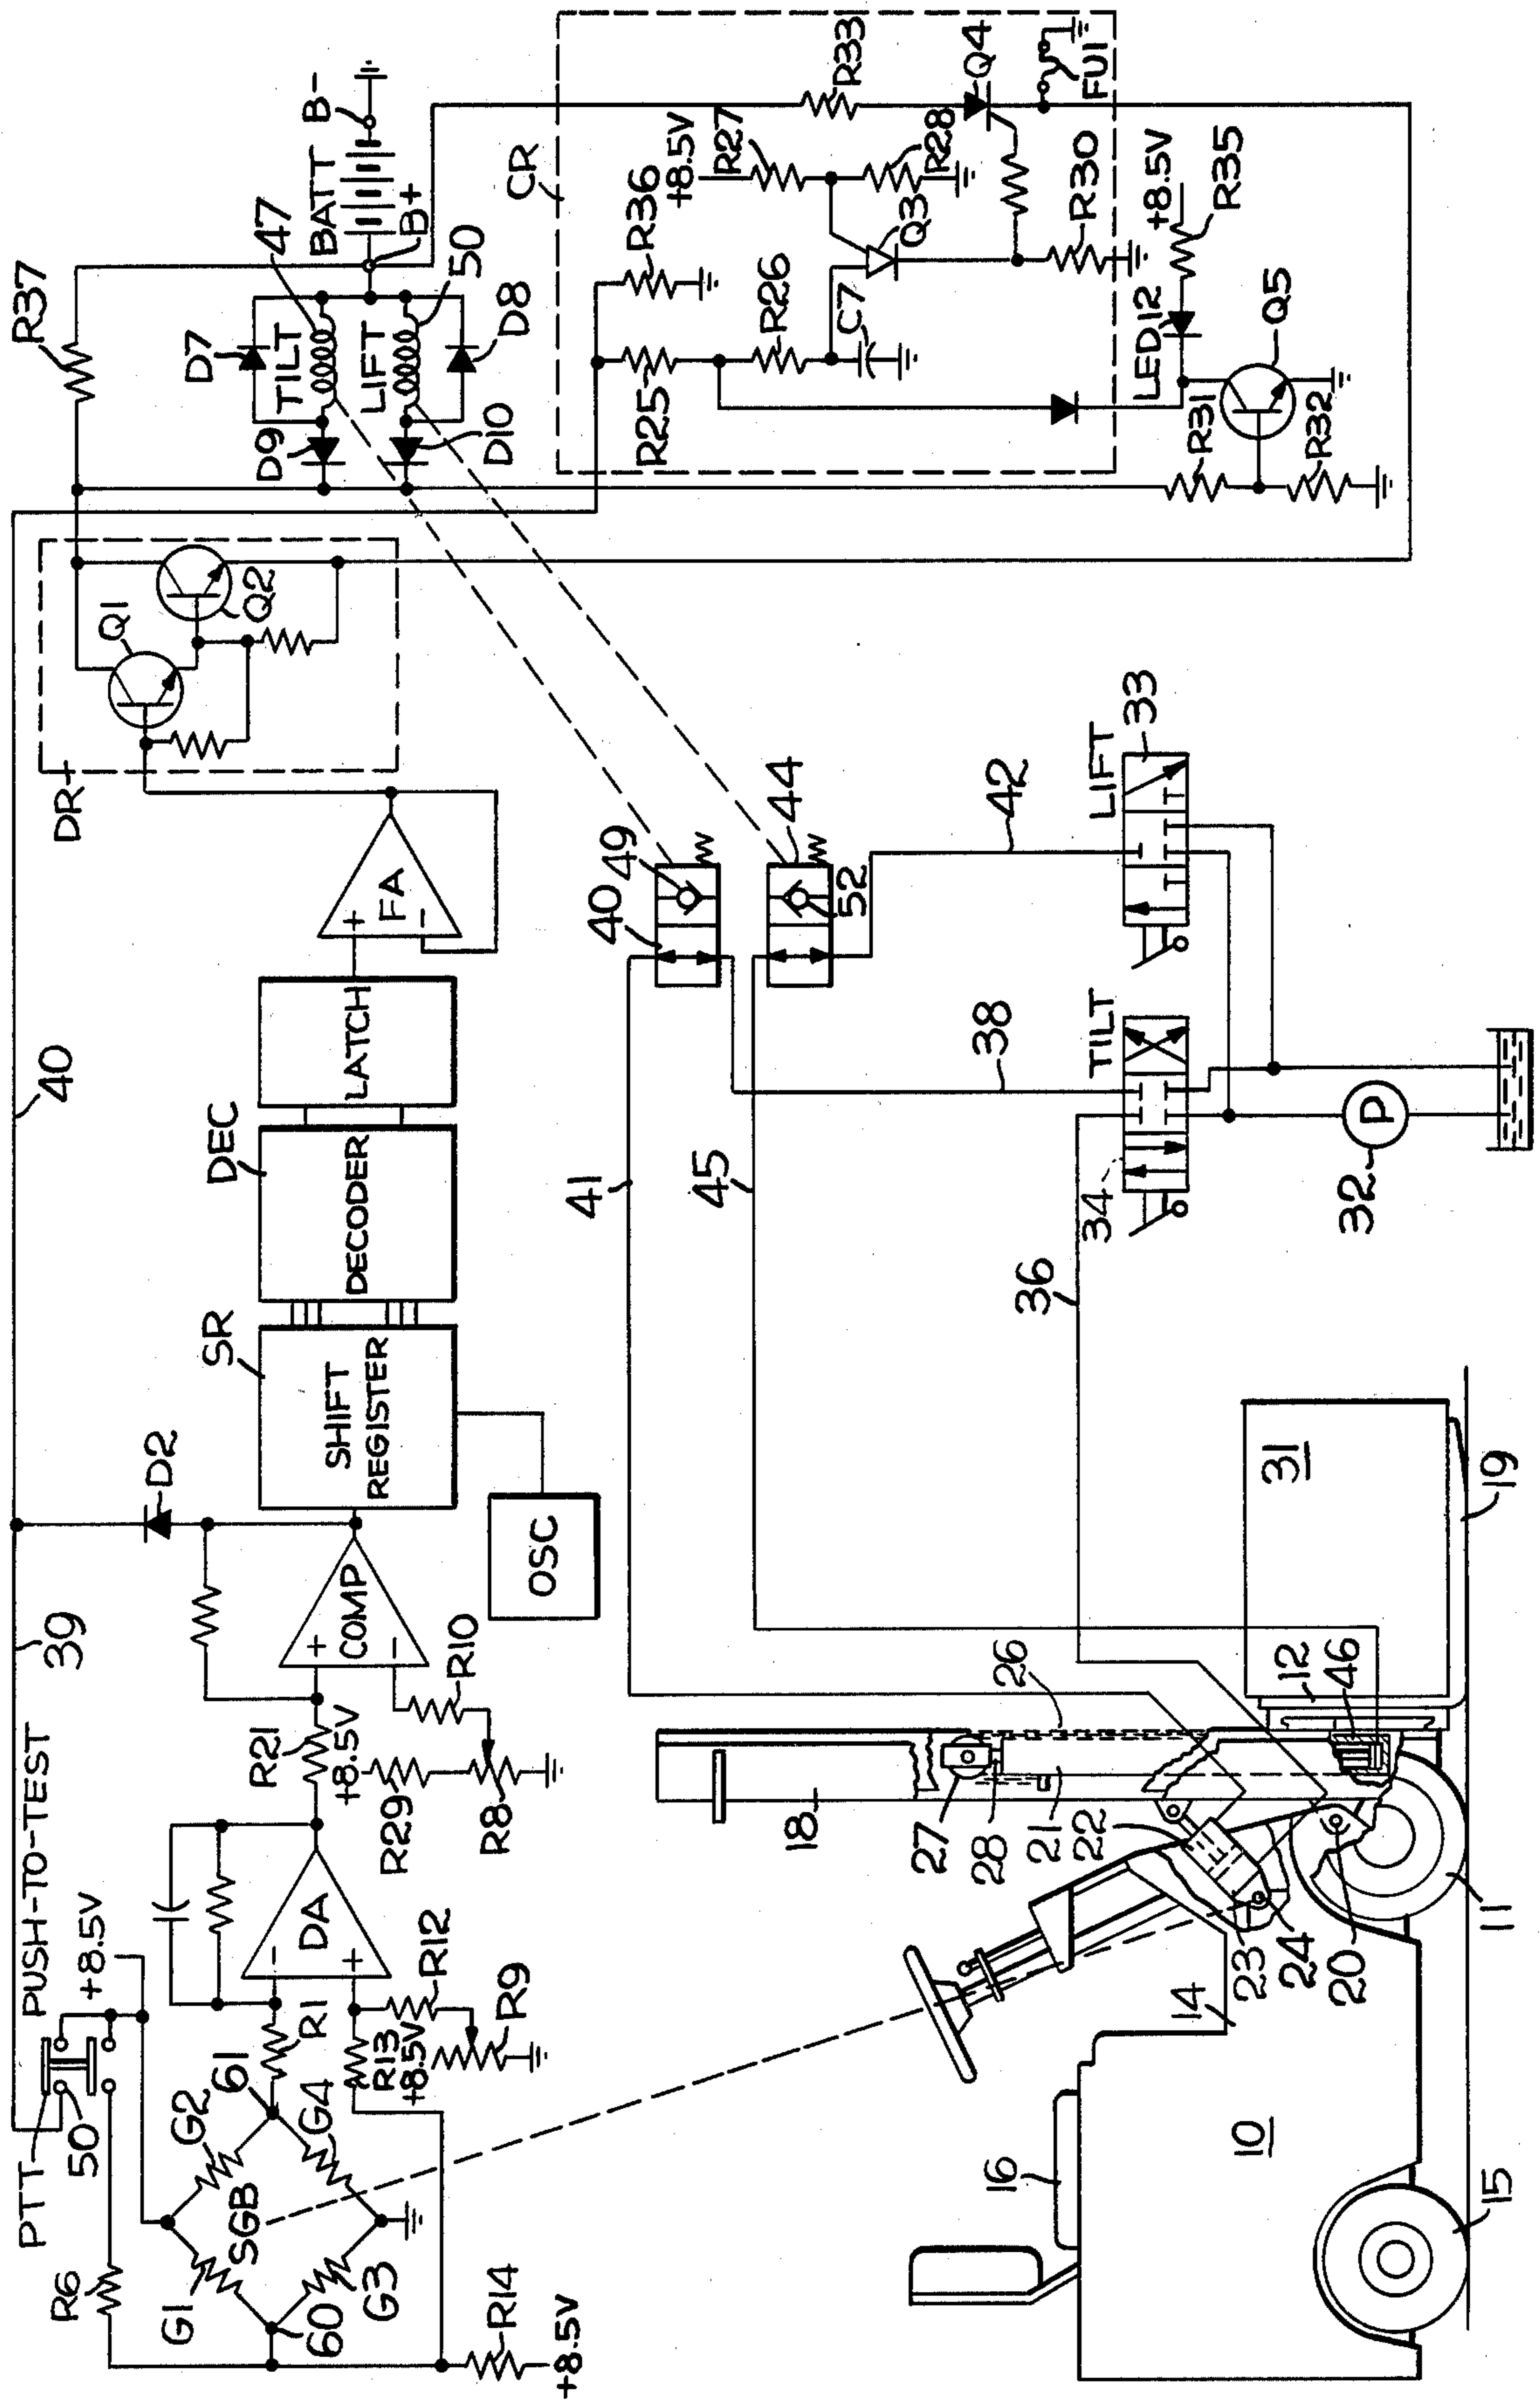 R37
B-
BATT
47
B+
D7
TILT
LIFT
50
D8
D9
D10
CR
R36
+8.5V
R27
R33
R28
Q4
FU1
R25
R26
Q3
C7
R30
LED12
+8.5V
R35
R31
Q5
R32
DR
Q1
Q2
40
DEC
DECODER
LATCH
+
FA
-
SR
SHIFT
REGISTER
OSC
D2
39
COMP
+
-
R10
R21
+8.5V
R29
R8
PUSH-TO-TEST
+8.5V
PTT
50
DA
-
+
R1
R12
R13
+8.5V
R9
61
G2
G4
SGB
G1
G3
60
R6
R14
+8.5V
40
49
44
52
41
45
42
38
36
LIFT
33
TILT
34
P
32
31
19
12
46
26
18
27
28
21
22
23
24
20
11
14
10
16
15